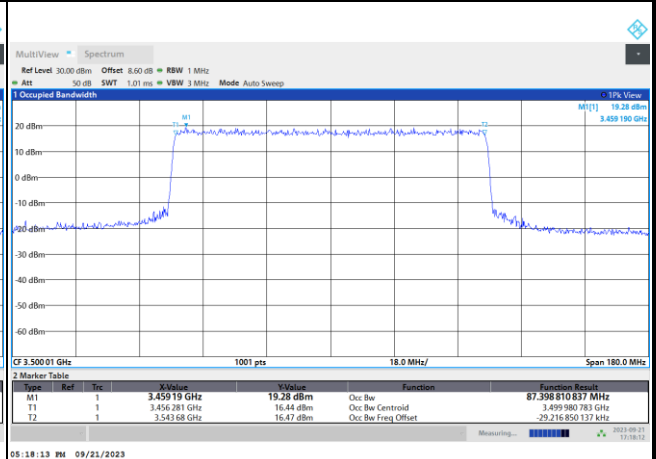 MultiView Spectrum
Ref Level 30.00 dBm Offset 8.60 dB RBW 1 MHz
Att 50 dB SWT 1.01 ms VBW 3 MHz Mode Auto Sweep
1 Occupied Bandwidth 1Pk View
M1[1] 19.28 dBm
3.459 190 GHz
M1
T1 T2
20 dBm
10 dBm
0 dBm
-10 dBm
-20 dBm
-30 dBm
-40 dBm
-50 dBm
-60 dBm
CF 3.500 01 GHz 1001 pts 18.0 MHz/ Span 180.0 MHz
2 Marker Table
Type Ref Trc X-Value Y-Value Function Function Result
M1 1 3.459 19 GHz 19.28 dBm Occ Bw 87.398 810 837 MHz
T1 1 3.456 281 GHz 16.44 dBm Occ Bw Centroid 3.499 980 783 GHz
T2 1 3.543 68 GHz 16.47 dBm Occ Bw Freq Offset -29.216 850 137 kHz
Measuring... 2023-09-21
17:18:12
05:18:13 PM 09/21/2023